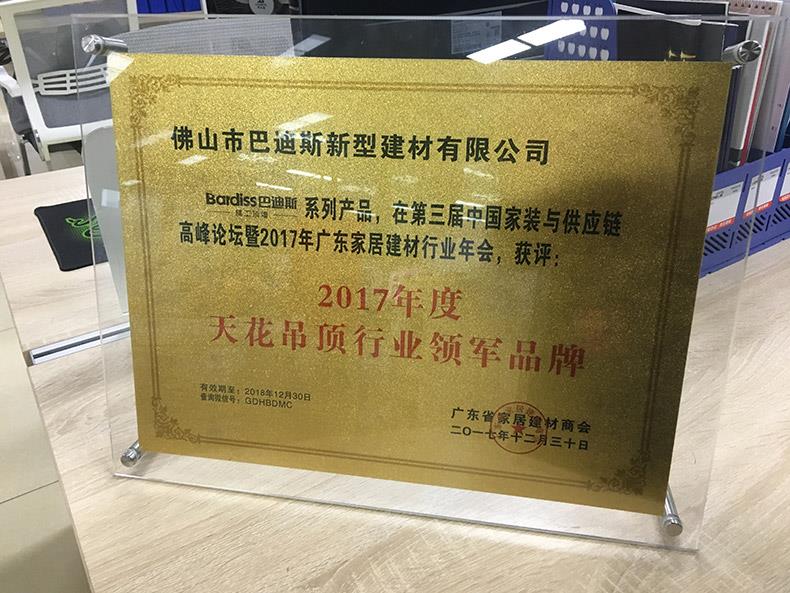 佛山市巴迪斯新型建材有限公司
Bardiss巴迪斯 系列产品，在第三届中国家装与供应链
精工顶墙
高峰论坛暨2017年广东家居建材行业年会，获评：
2017年度
天花吊顶行业领军品牌
有效期至：2018年12月30日
查询微信号：GDHBDMC
广东省家居建材商会
二〇一七年十二月三十日